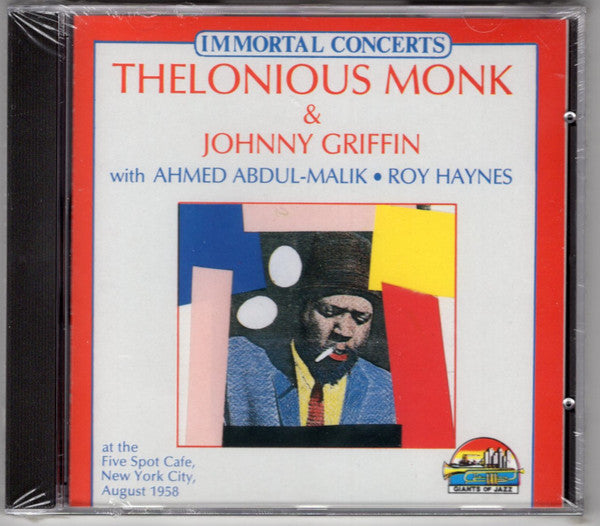 IMMORTAL CONCERTS
THELONIOUS MONK
&
JOHNNY GRIFFIN
with AHMED ABDUL-MALIK • ROY HAYNES
at the
Five Spot Cafe,
New York City,
August 1958
GIANTS OF JAZZ